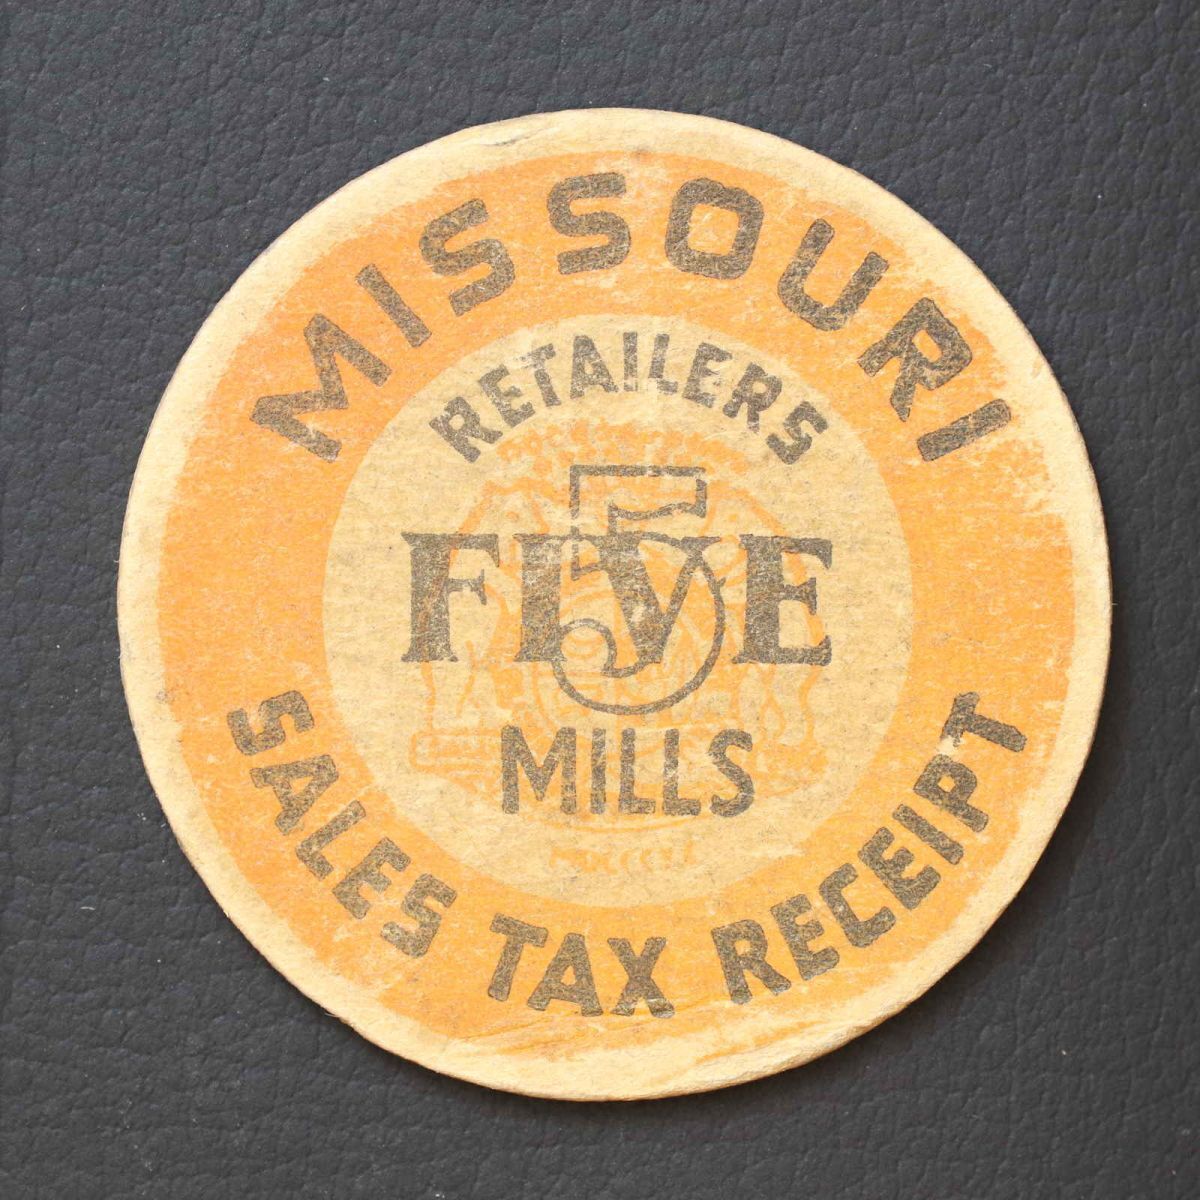 MISSOURI
RETAILERS
5
FIVE
MILLS
SALES TAX RECEIPT